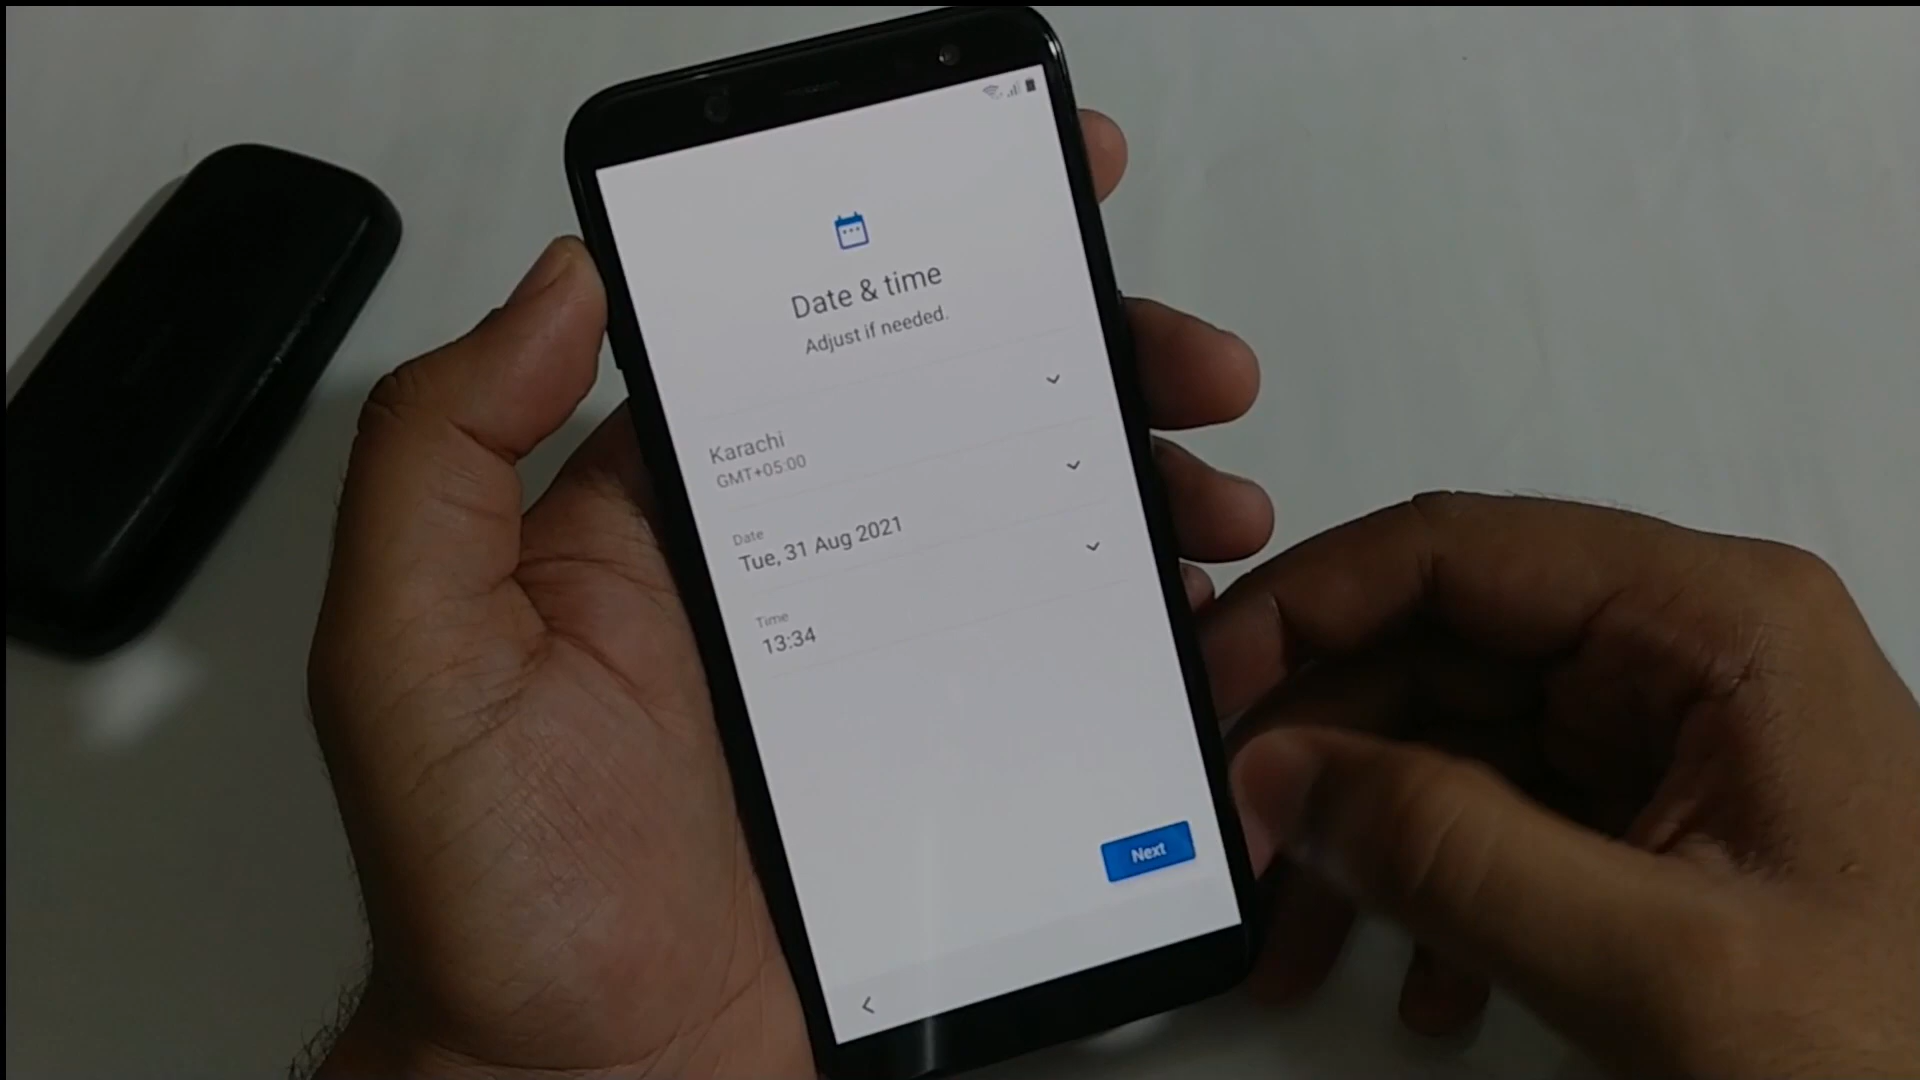 Date & time
Adjust if needed.
Karachi
GMT+05:00
Date
Tue, 31 Aug 2021
Time
13:34
Next